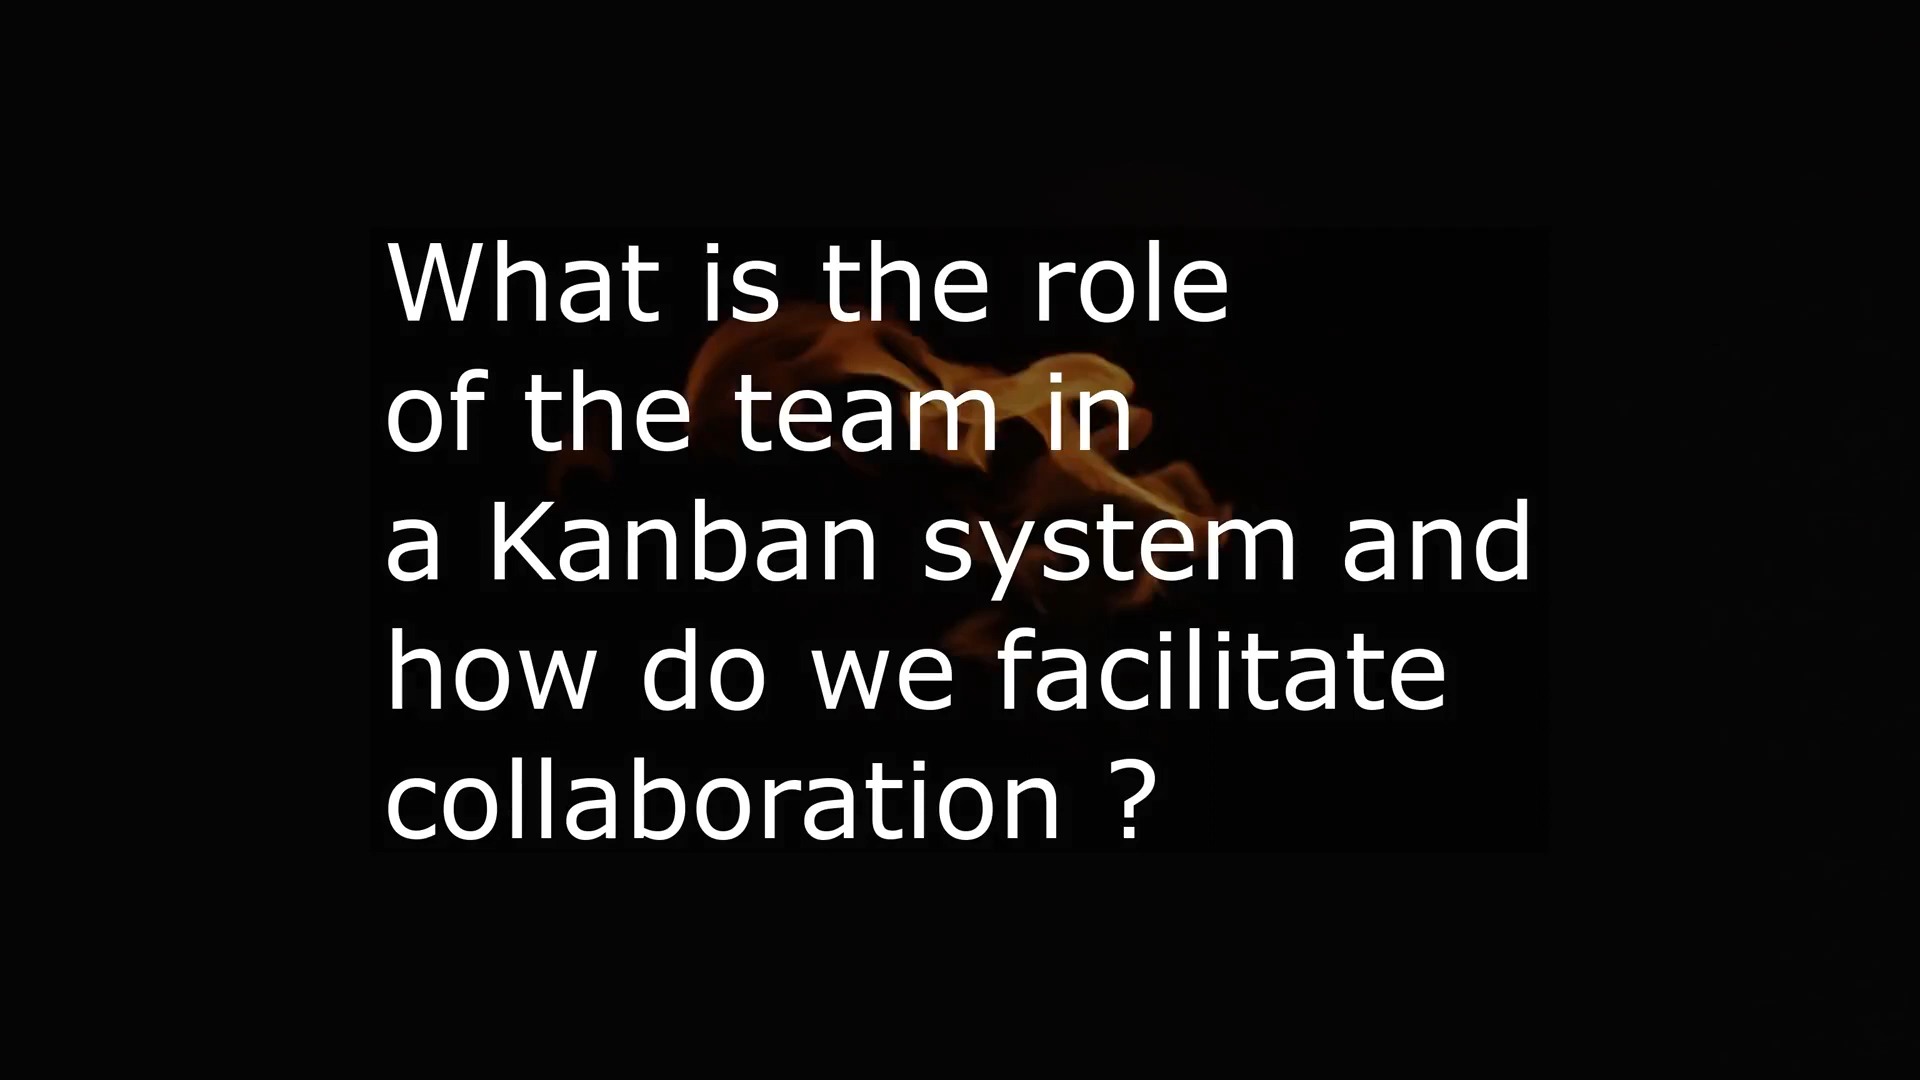 What is the role
of the team in
a Kanban system and
how do we facilitate
collaboration ?